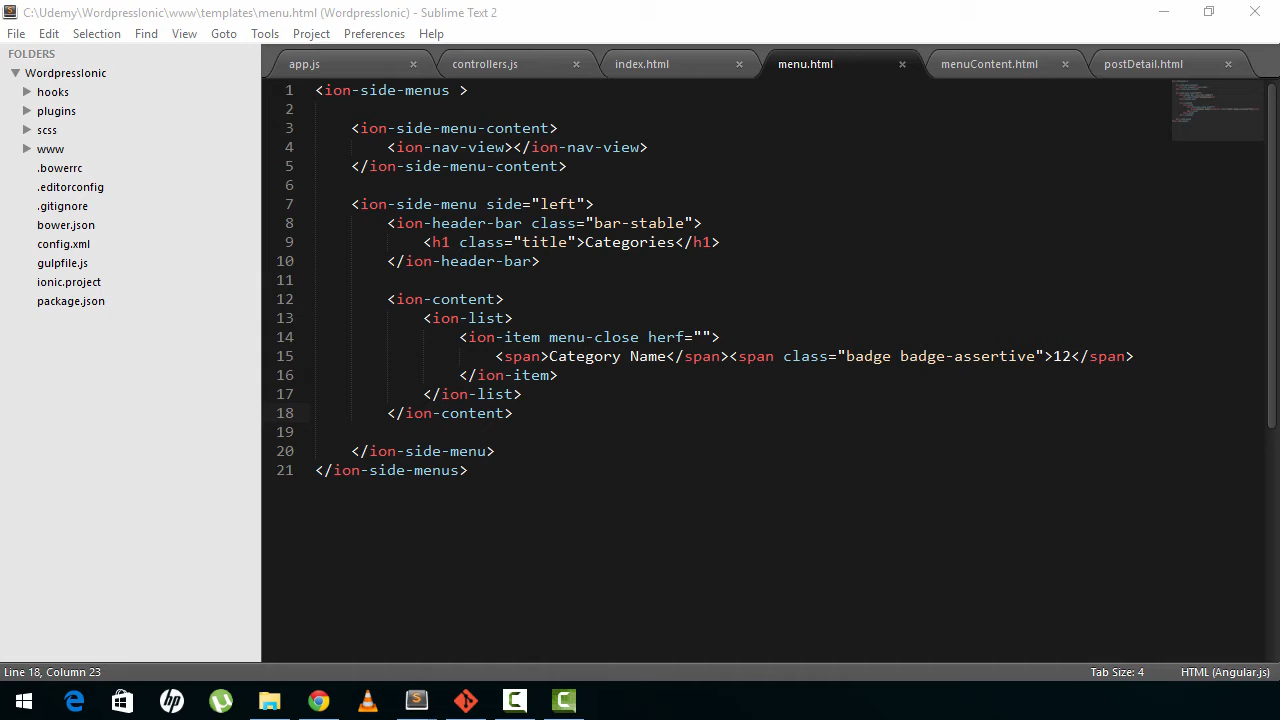 C:\Udemy\WordpressIonic\www\templates\menu.html (WordpressIonic) - Sublime Text 2
File Edit Selection Find View Goto Tools Project Preferences Help
FOLDERS
WordpressIonic
hooks
plugins
scss
www
.bowerrc
.editorconfig
.gitignore
bower.json
config.xml
gulpfile.js
ionic.project
package.json
app.js × controllers.js × index.html × menu.html × menuContent.html × postDetail.html ×
1 <ion-side-menus >
2
3 <ion-side-menu-content>
4 <ion-nav-view></ion-nav-view>
5 </ion-side-menu-content>
6
7 <ion-side-menu side="left">
8 <ion-header-bar class="bar-stable">
9 <h1 class="title">Categories</h1>
10 </ion-header-bar>
11
12 <ion-content>
13 <ion-list>
14 <ion-item menu-close herf="">
15 <span>Category Name</span><span class="badge badge-assertive">12</span>
16 </ion-item>
17 </ion-list>
18 </ion-content>
19
20 </ion-side-menu>
21 </ion-side-menus>
Line 18, Column 23 Tab Size: 4 HTML (Angular.js)